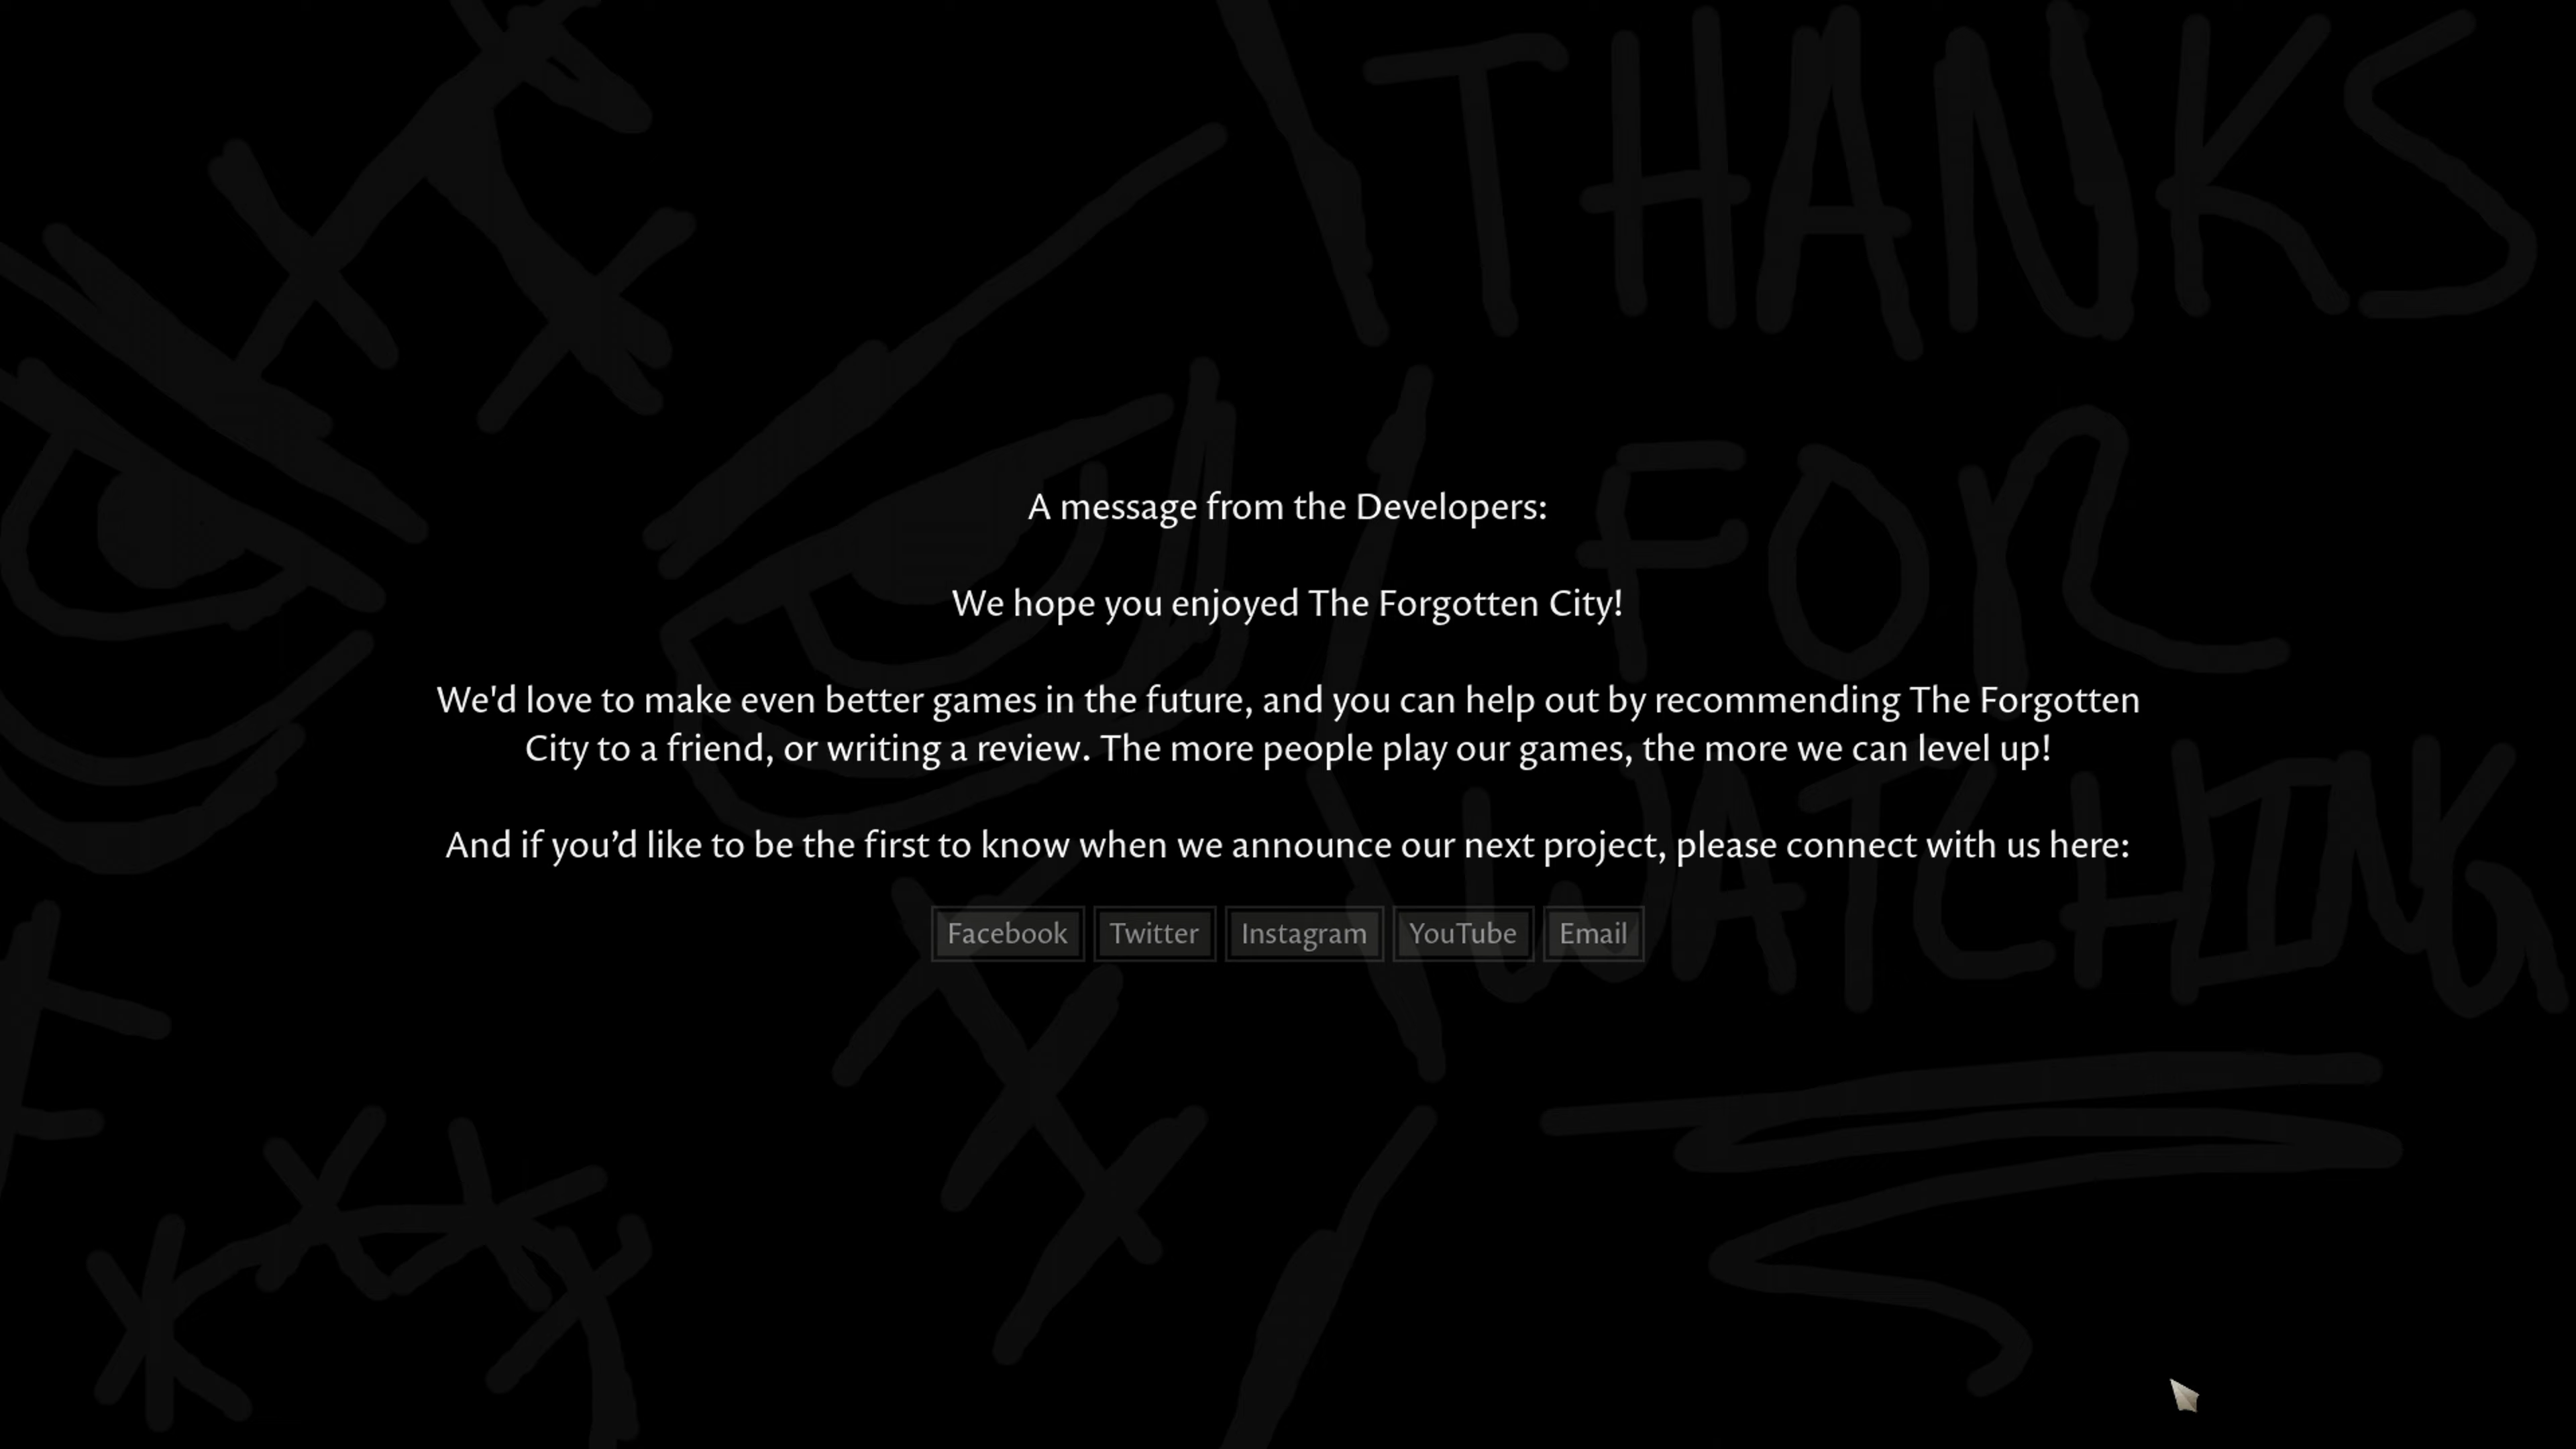 THANKS
FOR
WATCHING
A message from the Developers:
We hope you enjoyed The Forgotten City!
We'd love to make even better games in the future, and you can help out by recommending The Forgotten
City to a friend, or writing a review. The more people play our games, the more we can level up!
And if you’d like to be the first to know when we announce our next project, please connect with us here:
Facebook Twitter Instagram YouTube Email